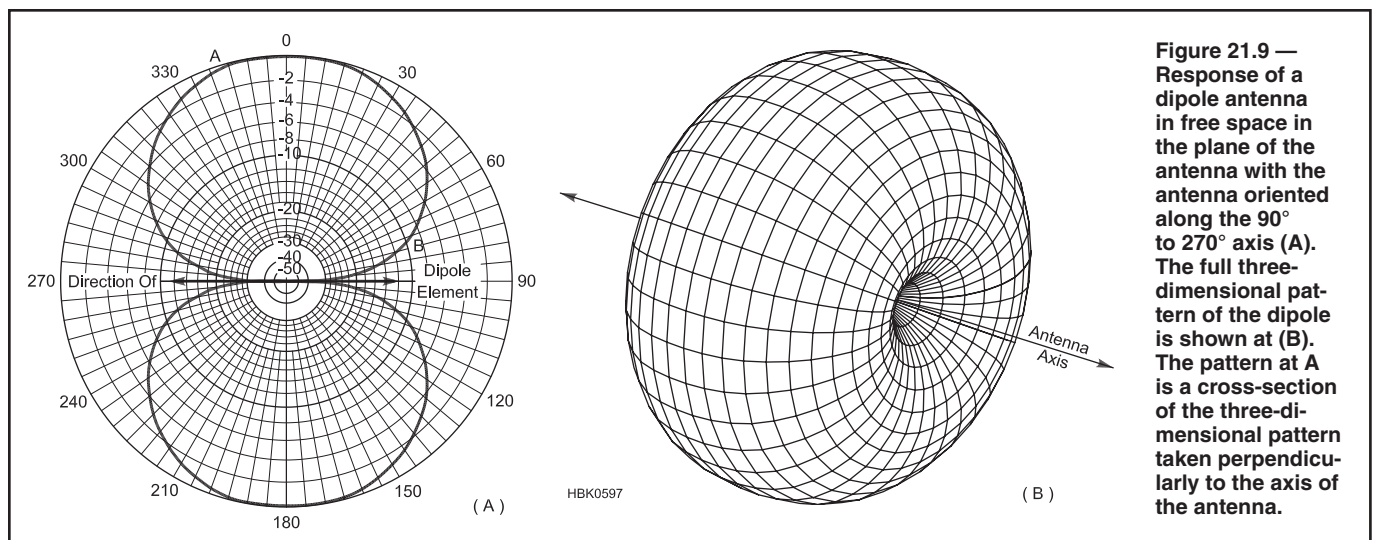 0
A
330
30
-2
-4
-6
-8
-10
300
60
-20
-30
-40
-50
B
270
Direction Of
Dipole
Element
90
240
120
210
150
180
( A )
HBK0597
Antenna
Axis
( B )
Figure 21.9 —
Response of a
dipole antenna
in free space in
the plane of the
antenna with the
antenna oriented
along the 90°
to 270° axis (A).
The full three-
dimensional pat-
tern of the dipole
is shown at (B).
The pattern at A
is a cross-section
of the three-di-
mensional pattern
taken perpendicu-
larly to the axis of
the antenna.